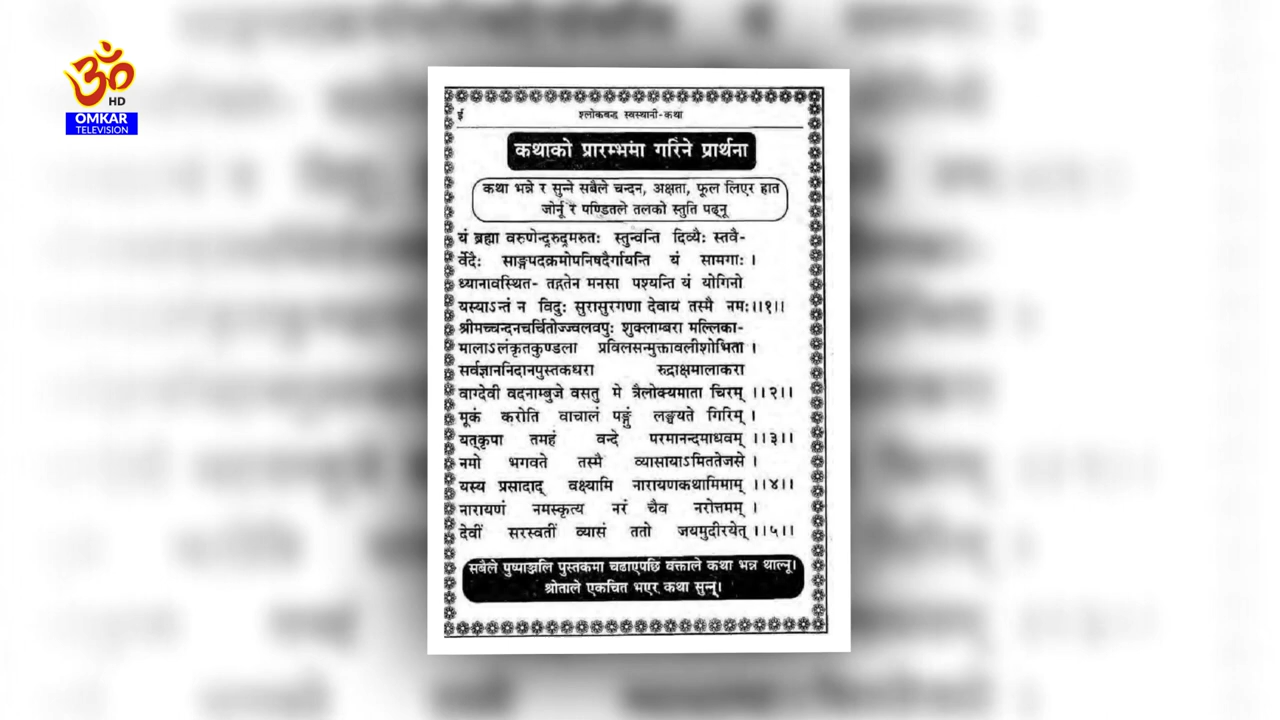 ॐ
HD
OMKAR
TELEVISION
ई
श्लोकबद्ध स्वस्थानी-कथा
कथाको प्रारम्भमा गरिने प्रार्थना
कथा भन्ने र सुन्ने सबैले चन्दन, अक्षता, फूल लिएर हात
जोर्नू र पण्डितले तलको स्तुति पढ्नू
यं ब्रह्मा वरुणेन्द्ररुद्रमरुतः स्तुन्वन्ति दिव्यैः स्तवै-
र्वेदैः साङ्गपदक्रमोपनिषदैर्गायन्ति यं सामगाः ।
ध्यानावस्थित- तद्गतेन मनसा पश्यन्ति यं योगिनो
यस्याऽन्तं न विदुः सुरासुरगणा देवाय तस्मै नमः।।१।।
श्रीमच्चन्दनचर्चितोज्ज्वलवपुः शुक्लाम्बरा मल्लिका-
मालाऽलंकृतकुण्डला प्रविलसन्मुक्तावलीशोभिता ।
सर्वज्ञाननिदानपुस्तकधरा रुद्राक्षमालाकरा
वाग्देवी वदनाम्बुजे वसतु मे त्रैलोक्यमाता चिरम् ।।२।।
मूकं करोति वाचालं पङ्गुं लङ्घयते गिरिम् ।
यत्कृपा तमहं वन्दे परमानन्दमाधवम् ।।३।।
नमो भगवते तस्मै व्यासायाऽमिततेजसे ।
यस्य प्रसादाद् वक्ष्यामि नारायणकथामिमाम् ।।४।।
नारायणं नमस्कृत्य नरं चैव नरोत्तमम् ।
देवीं सरस्वतीं व्यासं ततो जयमुदीरयेत् ।।५।।
सबैले पुष्पाञ्जलि पुस्तकमा चढाएपछि वक्ताले कथा भन्न थाल्नू।
श्रोताले एकचित भएर कथा सुन्नू।